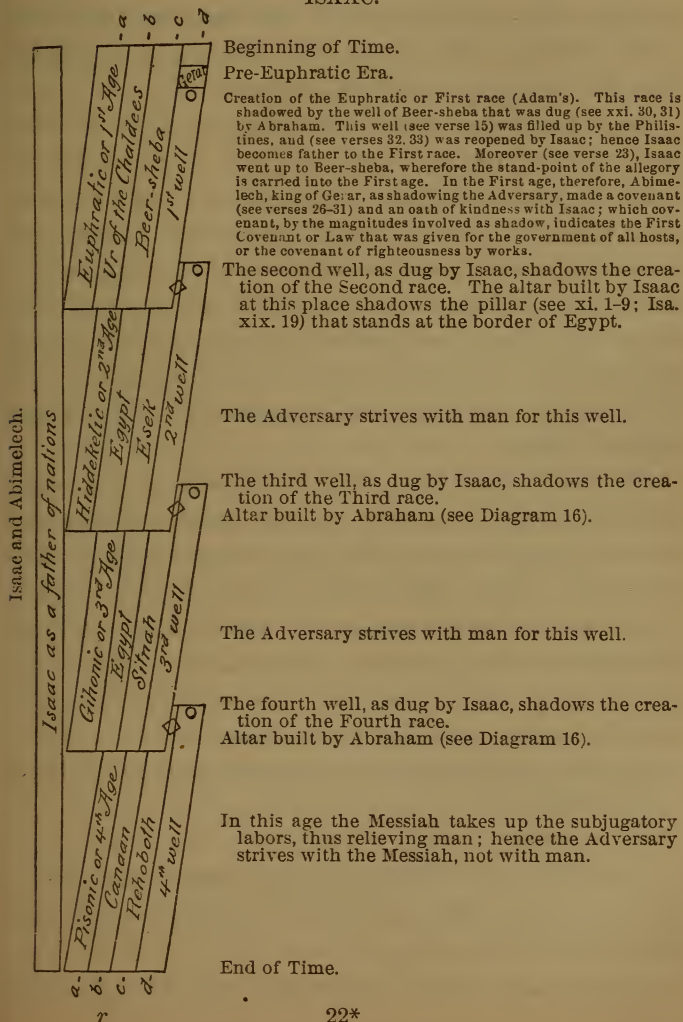 ISAAC.
a b c d
Beginning of Time.
Gerar
Pre-Euphratic Era.
Creation of the Euphratic or First race (Adam's). This race is
shadowed by the well of Beer-sheba that was dug (see xxi. 30, 31)
by Abraham. This well (see verse 15) was filled up by the Philis-
tines, and (see verses 32, 33) was reopened by Isaac; hence Isaac
becomes father to the First race. Moreover (see verse 23), Isaac
went up to Beer-sheba, wherefore the stand-point of the allegory
is carried into the First age. In the First age, therefore, Abime-
lech, king of Gerar, as shadowing the Adversary, made a covenant
(see verses 26-31) and an oath of kindness with Isaac; which cov-
enant, by the magnitudes involved as shadow, indicates the First
Covenant or Law that was given for the government of all hosts,
or the covenant of righteousness by works.
Euphratic or 1st Age
Ur of the Chaldees
Beer-sheba
1st well
The second well, as dug by Isaac, shadows the crea-
tion of the Second race. The altar built by Isaac
at this place shadows the pillar (see xi. 1-9; Isa.
xix. 19) that stands at the border of Egypt.
Hiddekelic or 2nd Age
Egypt
Esek
2nd well
The Adversary strives with man for this well.
Isaac and Abimelech.
Isaac as a father of nations
The third well, as dug by Isaac, shadows the crea-
tion of the Third race.
Altar built by Abraham (see Diagram 16).
Gihonic or 3rd Age
Egypt
Sitnah
3rd well
The Adversary strives with man for this well.
The fourth well, as dug by Isaac, shadows the crea-
tion of the Fourth race.
Altar built by Abraham (see Diagram 16).
Pisonic or 4th Age
Canaan
Rehoboth
4th well
In this age the Messiah takes up the subjugatory
labors, thus relieving man; hence the Adversary
strives with the Messiah, not with man.
End of Time.
a- b- c- d-
r 22*